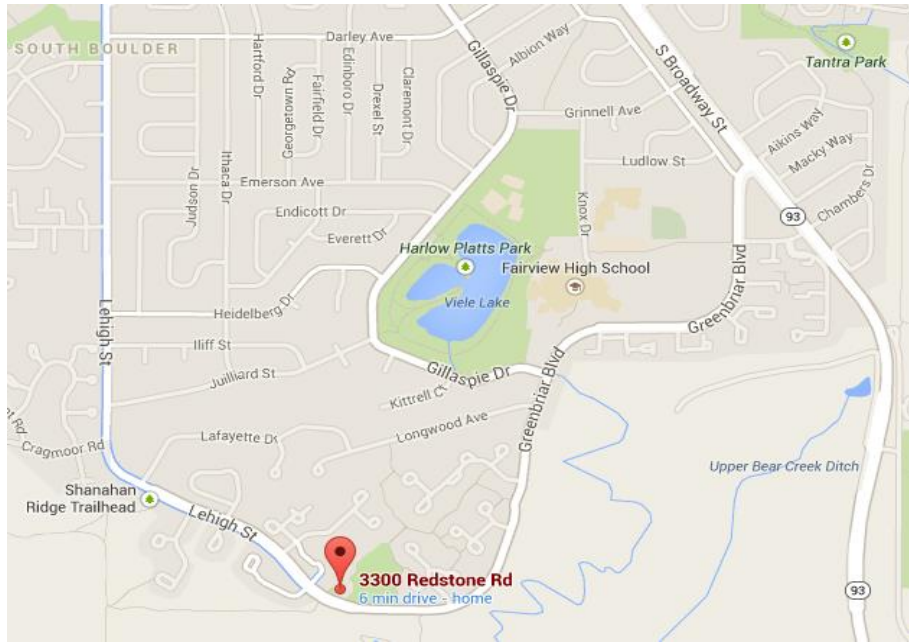 Darley Ave
SOUTH BOULDER
Hartford Dr
Georgetown Rd
Fairfield Dr
Edinboro Dr
Drexel St
Claremont Dr
Gillaspie Dr
Albion Way
S Broadway St
Tantra Park
Grinnell Ave
Aikins Way
Macky Way
Chambers Dr
Ludlow St
Judson Dr
Ithaca Dr
Emerson Ave
Endicott Dr
Everett Dr
Knox Dr
93
Harlow Platts Park
Fairview High School
Viele Lake
Greenbriar Blvd
Lehigh St
Heidelberg Dr
Iliff St
Juilliard St
Gillaspie Dr
Greenbriar Blvd
Kittrell C
Longwood Ave
Rd
Cragmoor Rd
Lafayette Dr
Upper Bear Creek Ditch
Shanahan
Ridge Trailhead
Lehigh St
3300 Redstone Rd
6 min drive - home
93